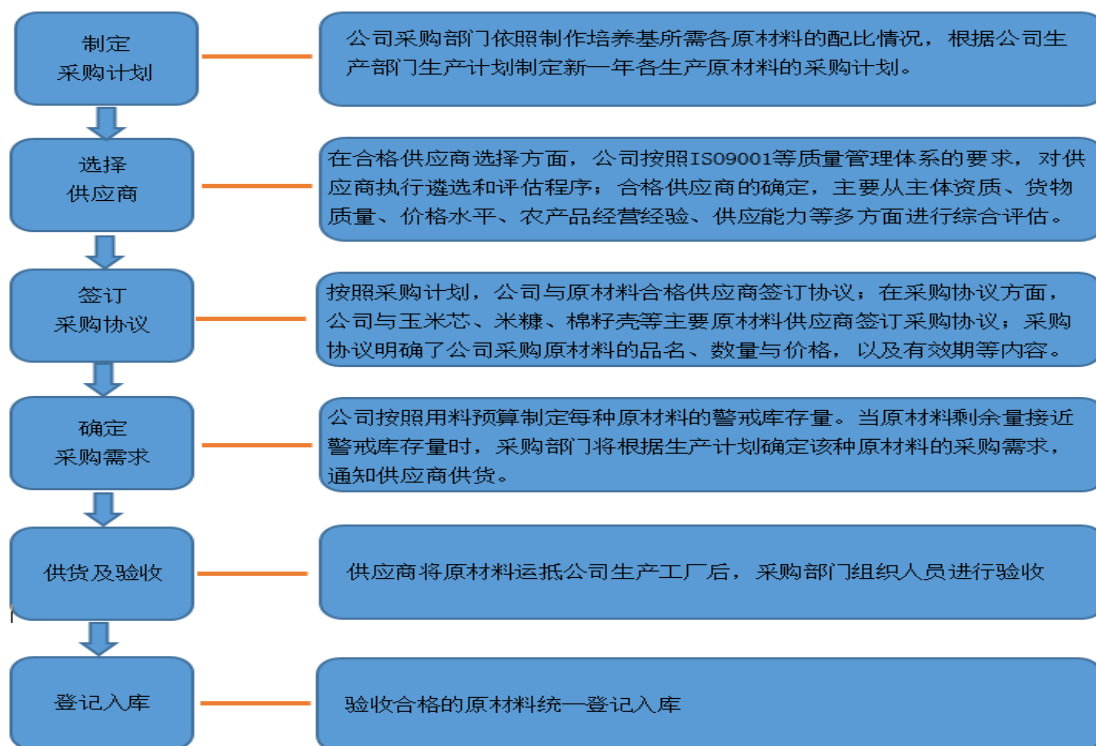 制定
采购计划
公司采购部门依照制作培养基所需各原材料的配比情况，根据公司生
产部门生产计划制定新一年各生产原材料的采购计划。
选择
供应商
在合格供应商选择方面，公司按照ISO9001等质量管理体系的要求，对供
应商执行遴选和评估程序；合格供应商的确定，主要从主体资质、货物
质量、价格水平、农产品经营经验、供应能力等多方面进行综合评估。
签订
采购协议
按照采购计划，公司与原材料合格供应商签订协议；在采购协议方面，
公司与玉米芯、米糠、棉籽壳等主要原材料供应商签订采购协议；采购
协议明确了公司采购原材料的品名、数量与价格，以及有效期等内容。
确定
采购需求
公司按照用料预算制定每种原材料的警戒库存量。当原材料剩余量接近
警戒库存量时，采购部门将根据生产计划确定该种原材料的采购需求，
通知供应商供货。
供货及验收
供应商将原材料运抵公司生产工厂后，采购部门组织人员进行验收
登记入库
验收合格的原材料统一登记入库